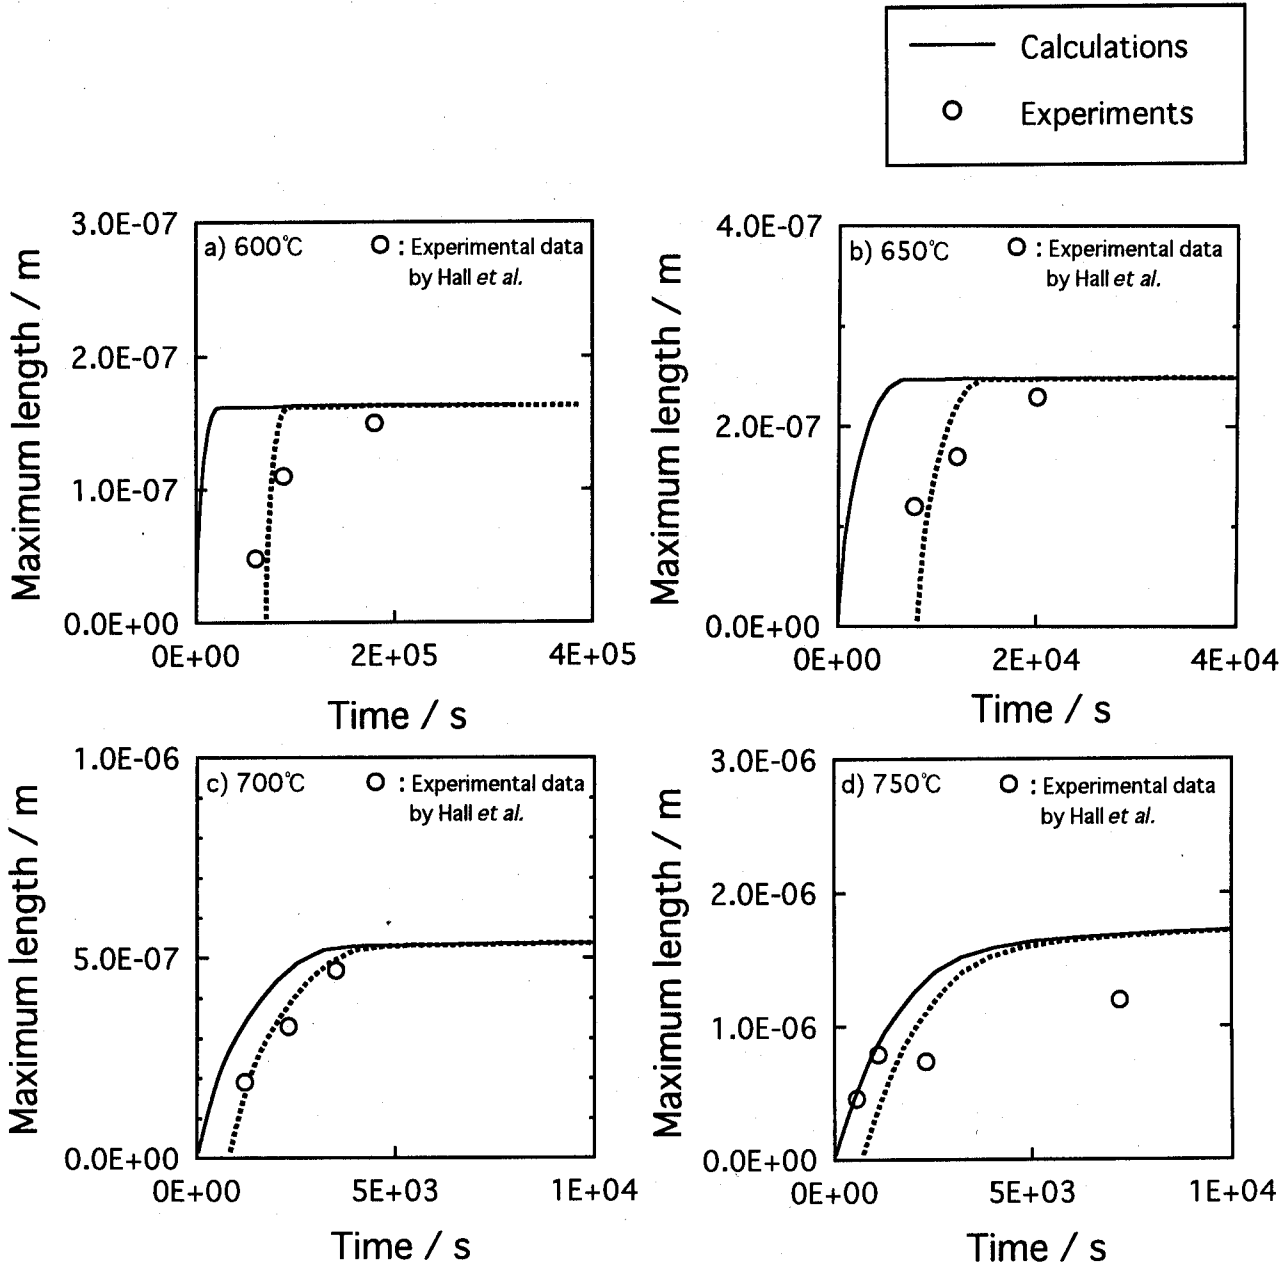 Calculations
Experiments
3.0E-07
2.0E-07
1.0E-07
0.0E+00
Maximum length / m
a) 600℃
O : Experimental data
by Hall et al.
0E+00
2E+05
4E+05
Time / s
4.0E-07
2.0E-07
0.0E+00
Maximum length / m
b) 650℃
O : Experimental data
by Hall et al.
0E+00
2E+04
4E+04
Time / s
1.0E-06
5.0E-07
0.0E+00
Maximum length / m
c) 700℃
O : Experimental data
by Hall et al.
0E+00
5E+03
1E+04
Time / s
3.0E-06
2.0E-06
1.0E-06
0.0E+00
Maximum length / m
d) 750℃
O : Experimental data
by Hall et al.
0E+00
5E+03
1E+04
Time / s